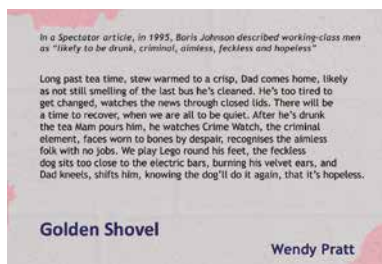 In a Spectator article, in 1995, Boris Johnson described working-class men
as “likely to be drunk, criminal, aimless, feckless and hopeless”
Long past tea time, stew warmed to a crisp, Dad comes home, likely
as not still smelling of the last bus he’s cleaned. He’s too tired to
get changed, watches the news through closed lids. There will be
a time to recover, when we are all to be quiet. After he’s drunk
the tea Mam pours him, he watches Crime Watch, the criminal
element, faces worn to bones by despair, recognises the aimless
folk with no jobs. We play Lego round his feet, the feckless
dog sits too close to the electric bars, burning his velvet ears, and
Dad kneels, shifts him, knowing the dog’ll do it again, that it’s hopeless.
Golden Shovel
Wendy Pratt